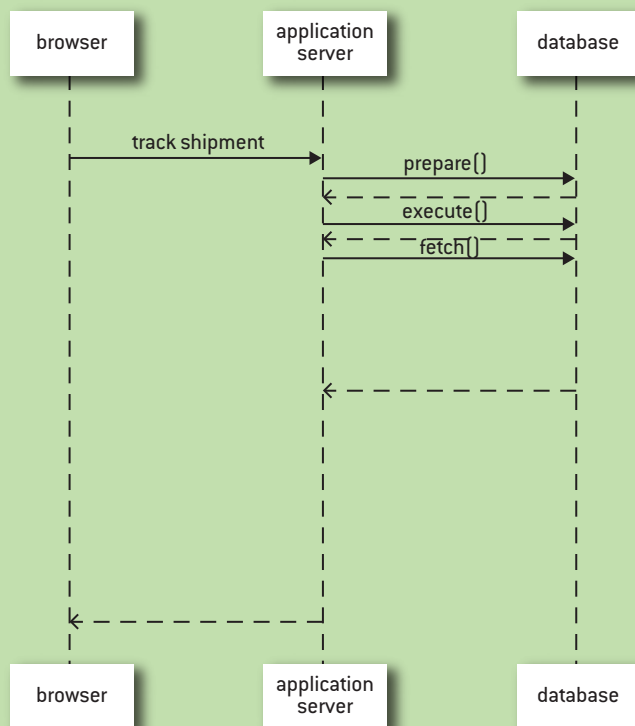 browser
application
server
database
track shipment
prepare()
execute()
fetch()
browser
application
server
database